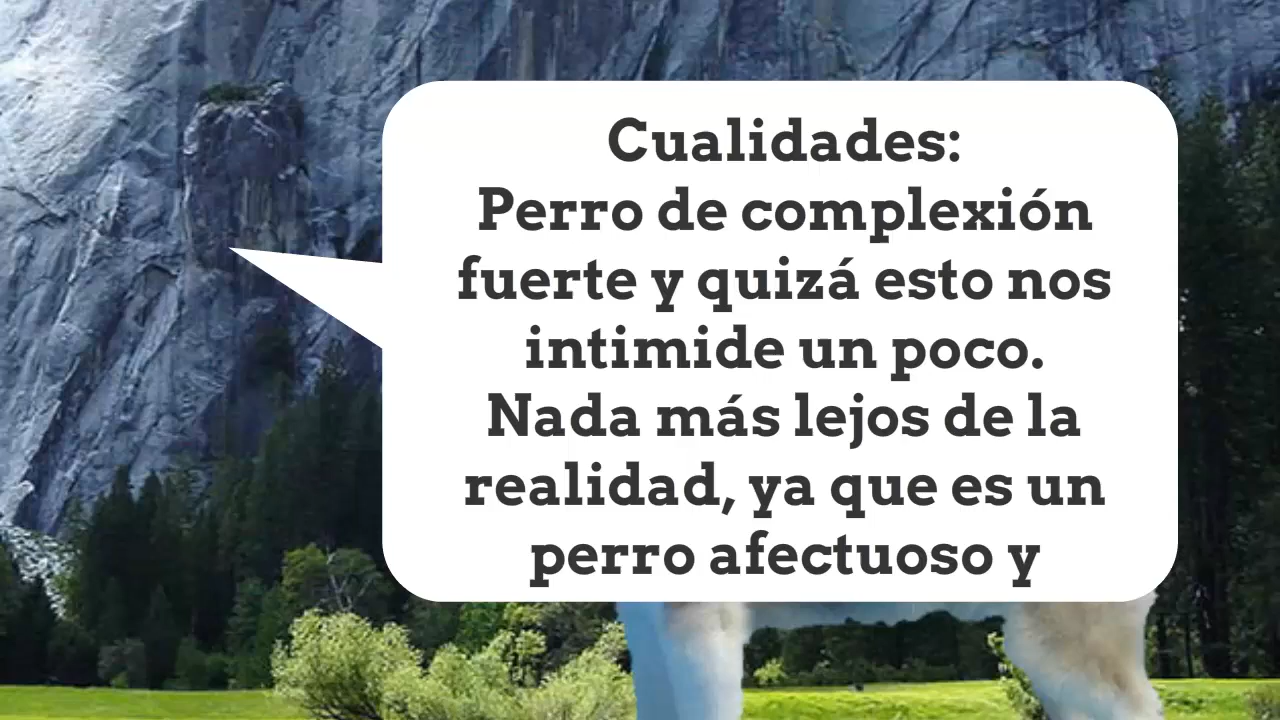 Cualidades:
Perro de complexión
fuerte y quizá esto nos
intimide un poco.
Nada más lejos de la
realidad, ya que es un
perro afectuoso y